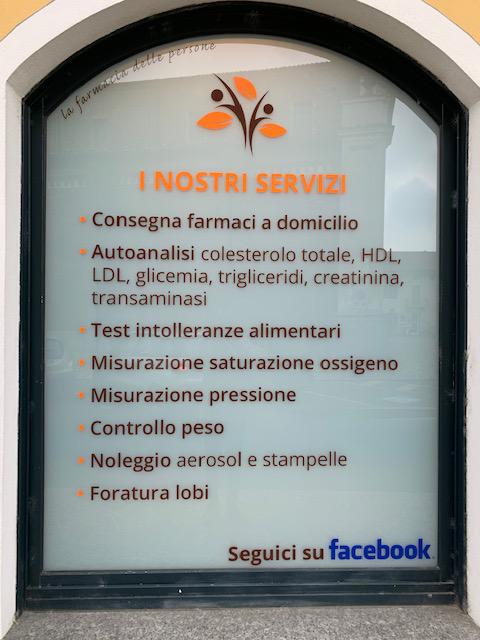 la farmacia delle persone
I NOSTRI SERVIZI
• Consegna farmaci a domicilio
• Autoanalisi colesterolo totale, HDL,
LDL, glicemia, trigliceridi, creatinina,
transaminasi
• Test intolleranze alimentari
• Misurazione saturazione ossigeno
• Misurazione pressione
• Controllo peso
• Noleggio aerosol e stampelle
• Foratura lobi
Seguici su facebook